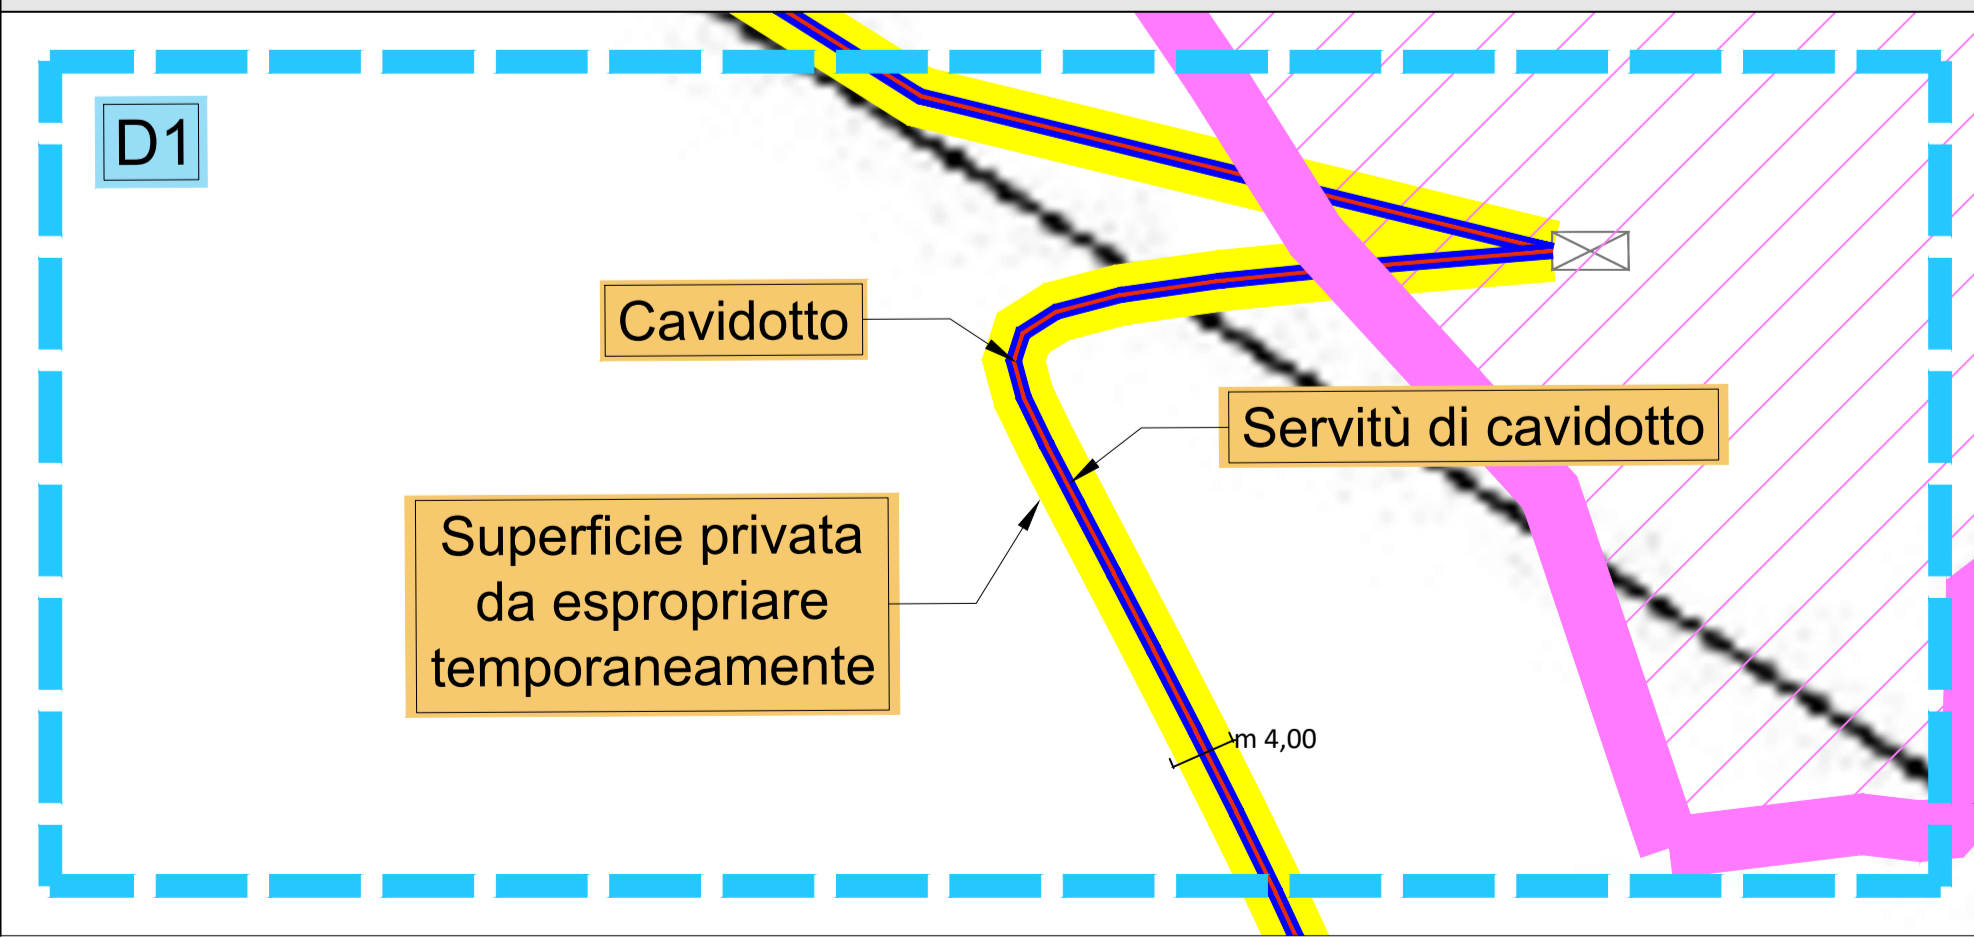 D1
Cavidotto
Servitù di cavidotto
Superficie privata
da espropriare
temporaneamente
m 4,00